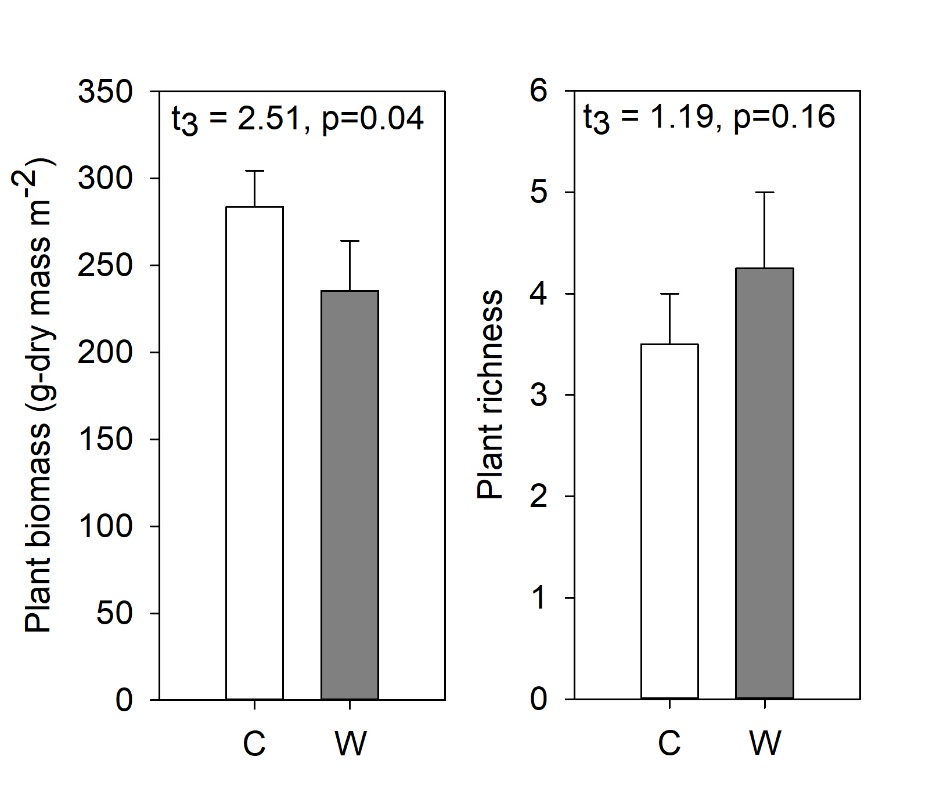 350
300
250
200
150
100
50
0
Plant biomass (g-dry mass m-2)
t3 = 2.51, p=0.04
C W
6
5
4
3
2
1
0
Plant richness
t3 = 1.19, p=0.16
C W